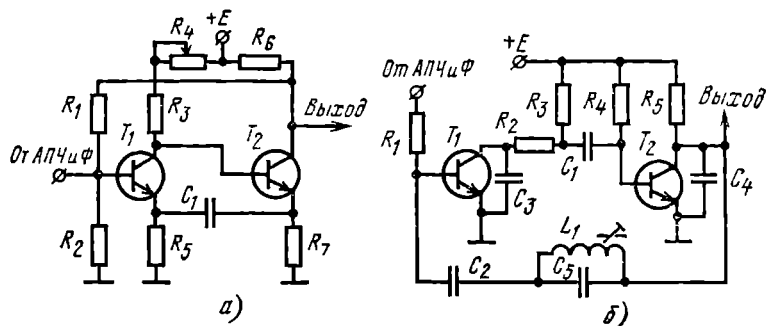 R4
+E
R6
R1
R3
T1
T2
Выход
От АПЧиФ
C1
R2
R5
R7
а)
+E
От АПЧиФ
R1
T1
R2
R3
C1
R4
R5
T2
Выход
C3
C4
L1
C2
C5
б)